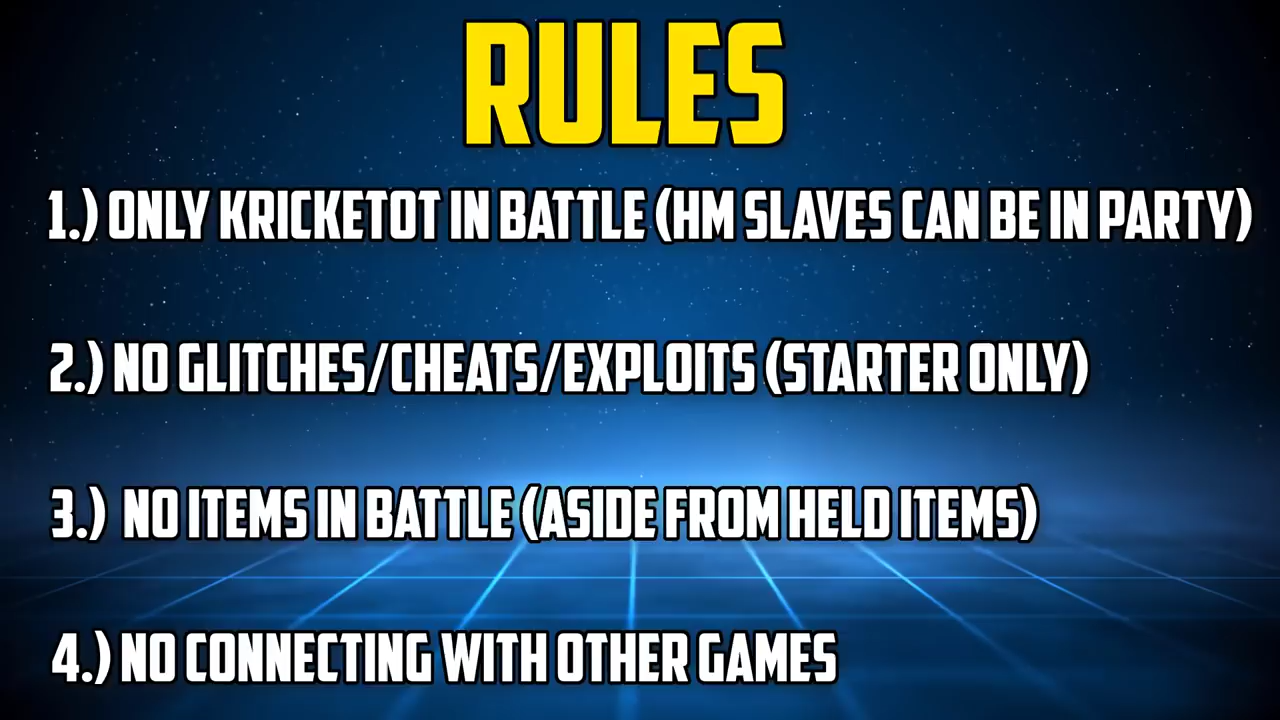 RULES
1.) ONLY KRICKETOT IN BATTLE (HM SLAVES CAN BE IN PARTY)
2.) NO GLITCHES/CHEATS/EXPLOITS (STARTER ONLY)
3.) NO ITEMS IN BATTLE (ASIDE FROM HELD ITEMS)
4.) NO CONNECTING WITH OTHER GAMES